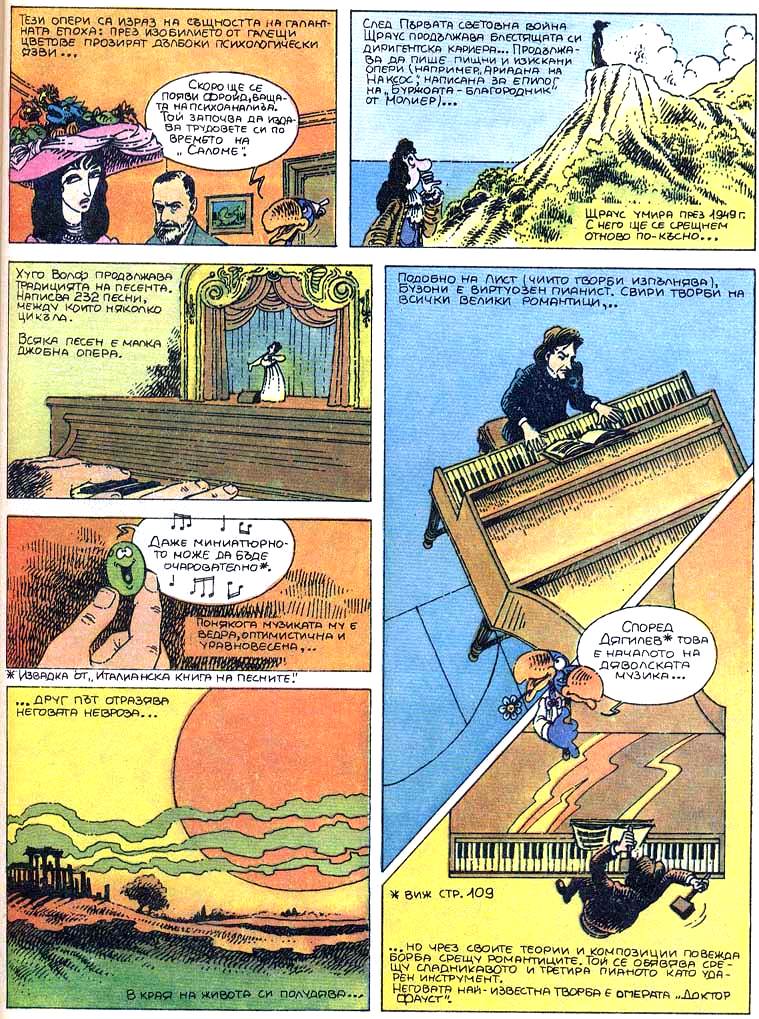 ТЕЗИ ОПЕРИ СА ИЗРАЗ НА СЪЩНОСТТА НА ГАЛАНТ-
НАТА ЕПОХА: ПРЕЗ ИЗОБИЛИЕТО ОТ ГАЛЕЩИ
ЦВЕТОВЕ ПРОЗИРАТ ДЪЛБОКИ ПСИХОЛОГИЧЕСКИ
ЯЗВИ...
СКОРО ЩЕ СЕ
ПОЯВИ ФРОЙД, БАЩА-
ТА НА ПСИХОАНАЛИЗА.
ТОЙ ЗАПОЧВА ДА ИЗДА-
ВА ТРУДОВЕТЕ СИ ПО
ВРЕМЕТО НА
„САЛОМЕ".
СЛЕД ПЪРВАТА СВЕТОВНА ВОЙНА
ЩРАУС ПРОДЪЛЖАВА БЛЕСТЯЩАТА СИ
ДИРИГЕНТСКА КАРИЕРА... ПРОДЪЛЖА-
ВА ДА ПИШЕ ПИЩНИ И ИЗИСКАНИ
ОПЕРИ (НАПРИМЕР, АРИАДНА НА
НАКСОС; НАПИСАНА ЗА ЕПИЛОГ
НА „БУРЖОАТА - БЛАГОРОДНИК"
ОТ МОЛИЕР)...
ЩРАУС УМИРА ПРЕЗ 1949 г.
С НЕГО ЩЕ СЕ СРЕЩНЕМ
ОТНОВО ПО-КЪСНО...
ХУГО ВОЛФ ПРОДЪЛЖАВА
ТРАДИЦИЯТА НА ПЕСЕНТА.
НАПИСВА 232 ПЕСНИ,
МЕЖДУ КОИТО НЯКОЛКО
ЦИКЪЛА.
ВСЯКА ПЕСЕН Е МАЛКА
ДЖОБНА ОПЕРА.
ДАЖЕ МИНИАТЮРНО-
ТО МОЖЕ ДА БЪДЕ
ОЧАРОВАТЕЛНО*.
ПОНЯКОГА МУЗИКАТА МУ Е
ВЕДРА, ОПТИМИСТИЧНА И
УРАВНОВЕСЕНА,..
* ИЗВАДКА ОТ „ИТАЛИАНСКА КНИГА НА ПЕСНИТЕ!"
...ДРУГ ПЪТ ОТРАЗЯВА
НЕГОВАТА НЕВРОЗА...
В КРАЯ НА ЖИВОТА СИ ПОЛУДЯВА...
ПОДОБНО НА ЛИСТ (ЧИИТО ТВОРБИ ИЗПЪЛНЯВА),
БУЗОНИ Е ВИРТУОЗЕН ПИАНИСТ. СВИРИ ТВОРБИ НА
ВСИЧКИ ВЕЛИКИ РОМАНТИЦИ,..
СПОРЕД
ДЯГИЛЕВ* ТОВА
Е НАЧАЛОТО НА
ДЯВОЛСКАТА
МУЗИКА...
* ВИЖ СТР. 109
...НО ЧРЕЗ СВОИТЕ ТЕОРИИ И КОМПОЗИЦИИ ПОВЕЖДА
БОРБА СРЕЩУ РОМАНТИЦИТЕ. ТОЙ СЕ ОБЯВЯВА СРЕ-
ЩУ СЛАДНИКАВОТО И ТРЕТИРА ПИАНОТО КАТО УДА-
РЕН ИНСТРУМЕНТ.
НЕГОВАТА НАЙ-ИЗВЕСТНА ТВОРБА Е ОПЕРАТА „ДОКТОР
ФАУСТ".